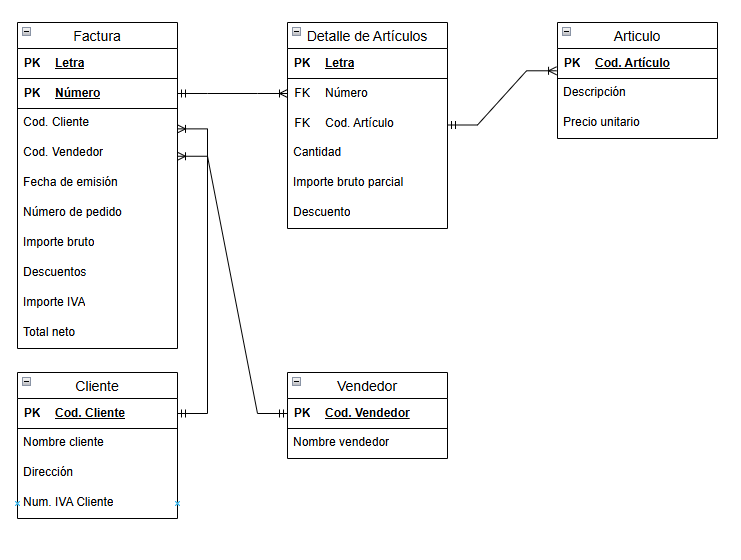 Factura
PK Letra
PK Número
Cod. Cliente
Cod. Vendedor
Fecha de emisión
Número de pedido
Importe bruto
Descuentos
Importe IVA
Total neto
Detalle de Artículos
PK Letra
FK Número
FK Cod. Artículo
Cantidad
Importe bruto parcial
Descuento
Articulo
PK Cod. Artículo
Descripción
Precio unitario
Cliente
PK Cod. Cliente
Nombre cliente
Dirección
Num. IVA Cliente
Vendedor
PK Cod. Vendedor
Nombre vendedor